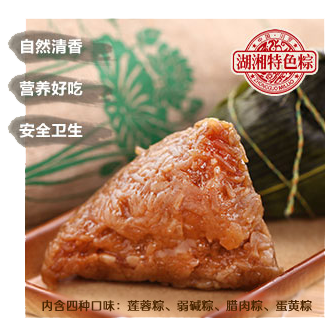 自然清香
营养好吃
安全卫生
湖湘特色粽
内含四种口味：莲蓉粽、弱碱粽、腊肉粽、蛋黄粽